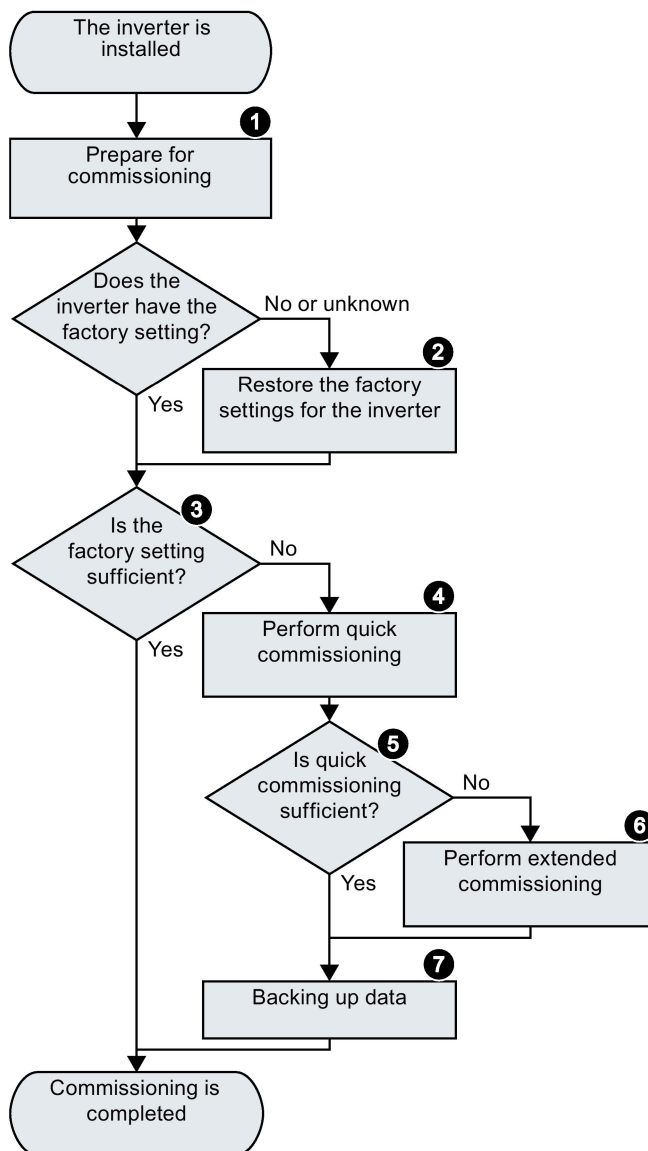 The inverter is
installed
1
Prepare for
commissioning
Does the
inverter have the
factory setting?
No or unknown
2
Restore the factory
settings for the inverter
Yes
3
Is the
factory setting
sufficient?
No
4
Perform quick
commissioning
Yes
5
Is quick
commissioning
sufficient?
No
6
Perform extended
commissioning
Yes
7
Backing up data
Commissioning is
completed